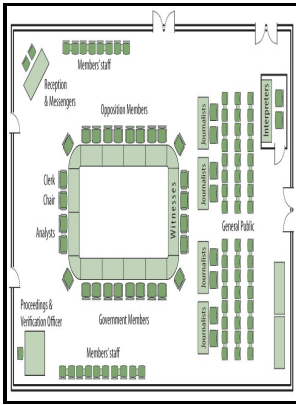 Members' staff
Reception
& Messengers
Opposition Members
Interpreters
Journalists
Journalists
Clerk
Chair
Analysts
Witnesses
General Public
Journalists
Journalists
Proceedings &
Verification Officer
Government Members
Members' staff